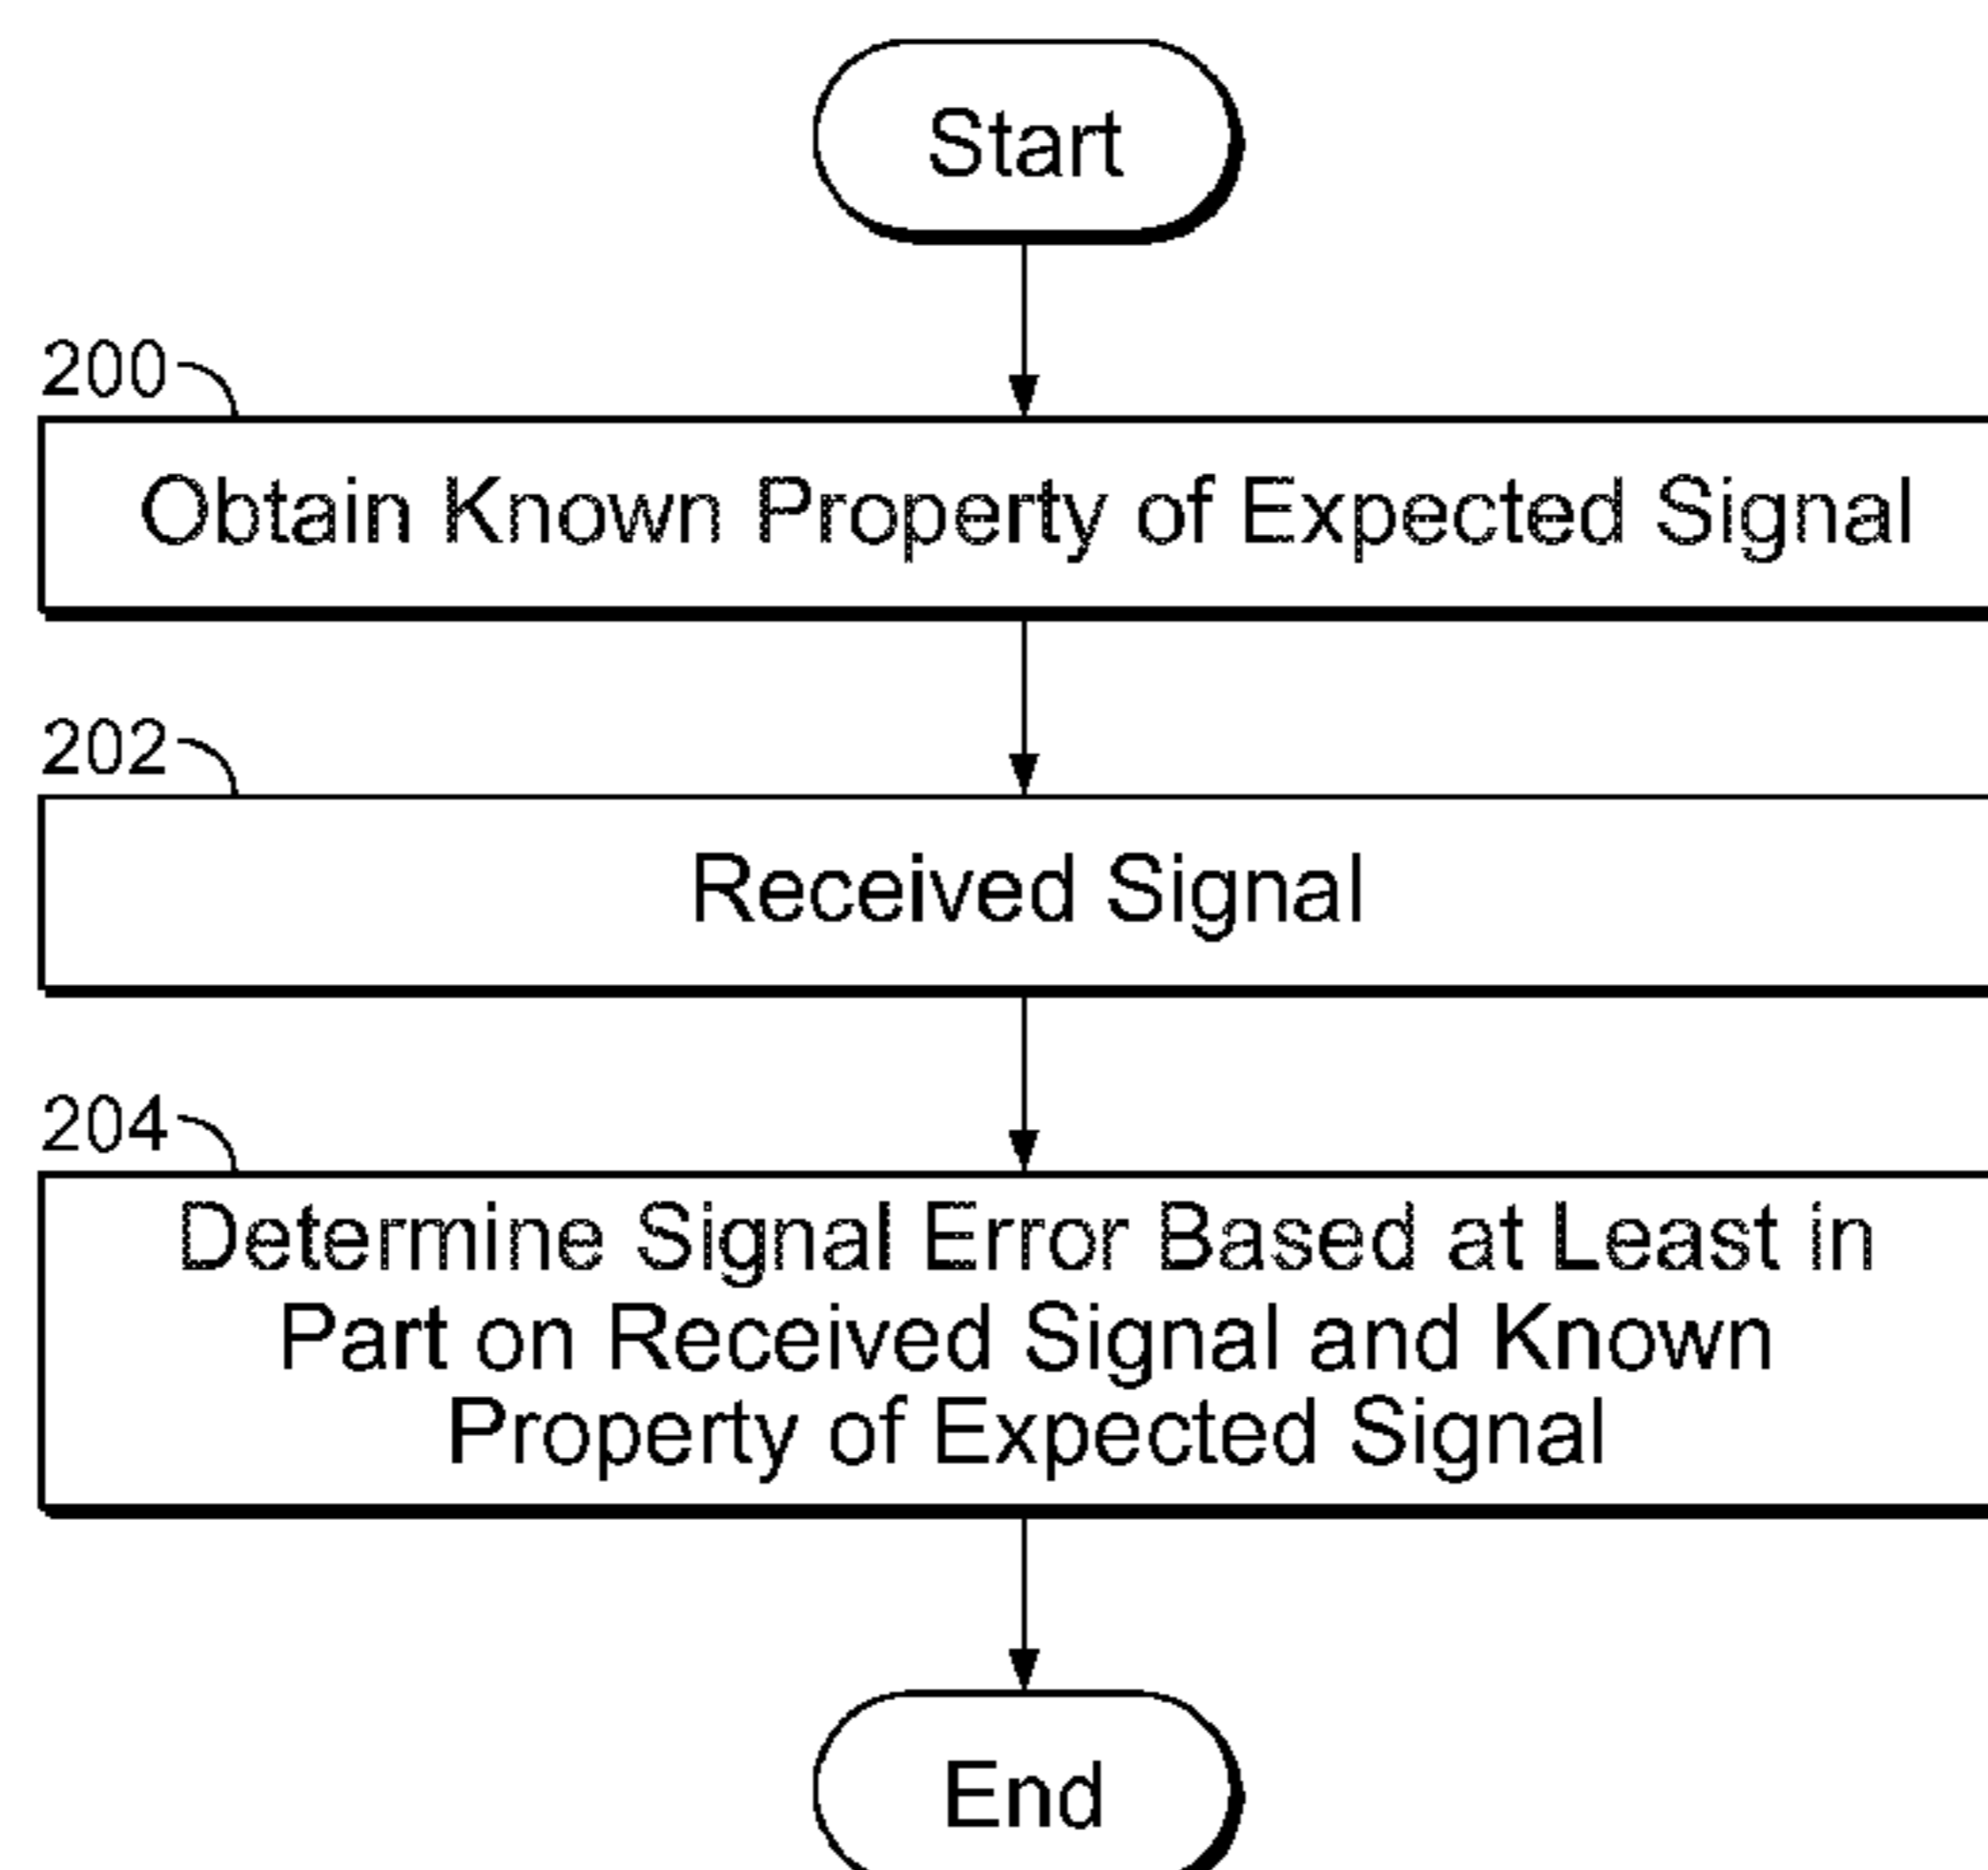 Start
200
Obtain Known Property of Expected Signal
202
Received Signal
204
Determine Signal Error Based at Least in
Part on Received Signal and Known
Property of Expected Signal
End